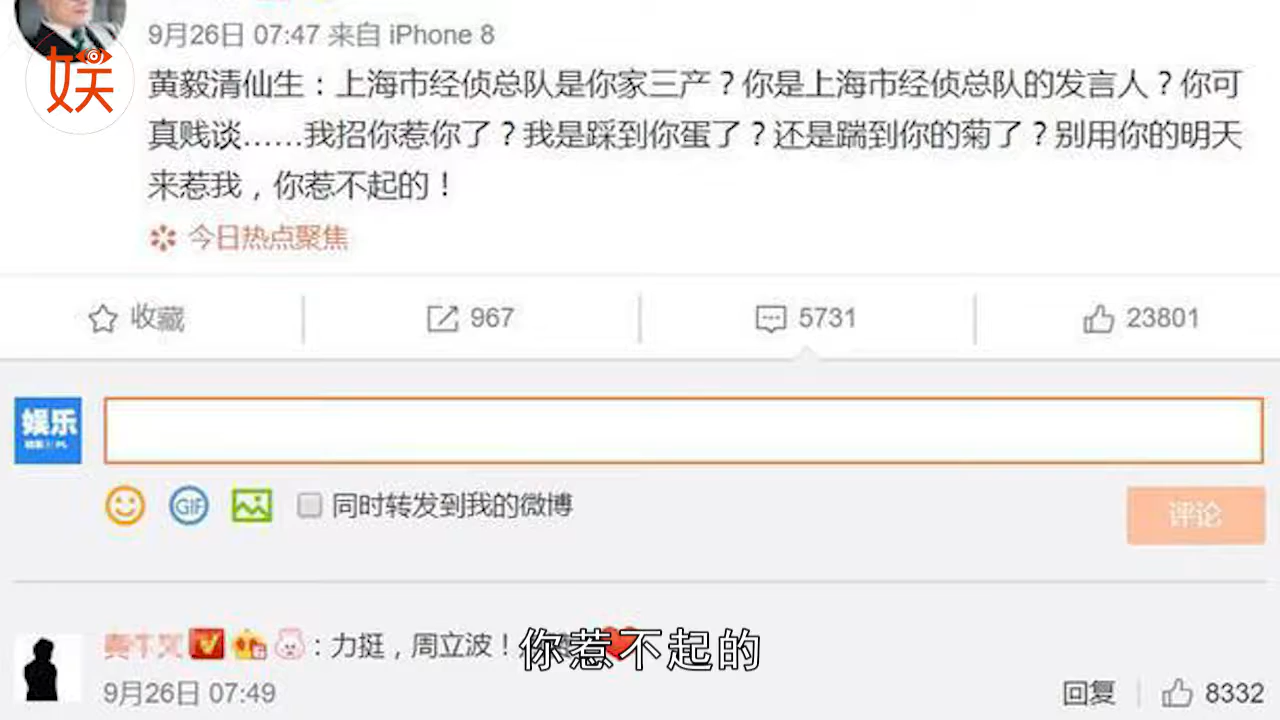 9月26日 07:47 来自 iPhone 8
娱
黄毅清仙生：上海市经侦总队是你家三产？你是上海市经侦总队的发言人？你可
真贱谈……我招你惹你了？我是踩到你蛋了？还是踹到你的菊了？别用你的明天
来惹我，你惹不起的！
今日热点聚焦
收藏
967
5731
23801
娱乐
GIF
同时转发到我的微博
评论
：力挺，周立波！
你惹不起的
9月26日 07:49
回复
8332